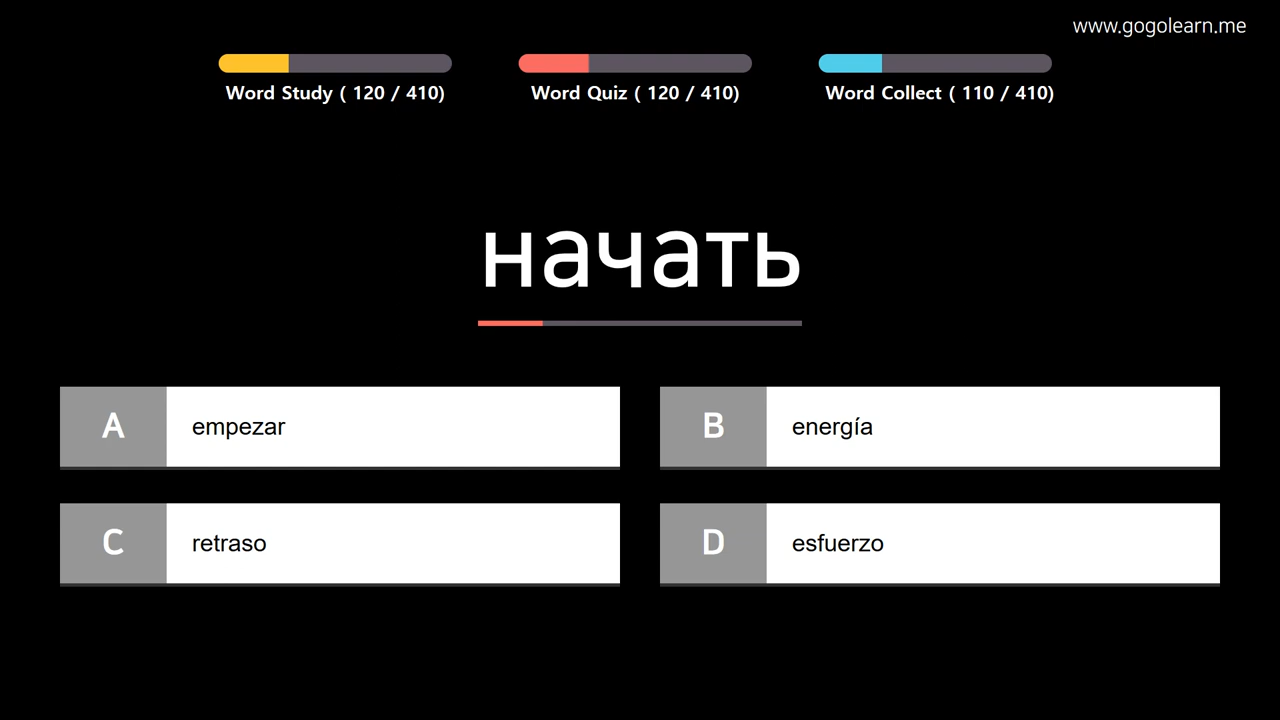 www.gogolearn.me
Word Study ( 120 / 410)
Word Quiz ( 120 / 410)
Word Collect ( 110 / 410)
начать
A empezar
B energía
C retraso
D esfuerzo